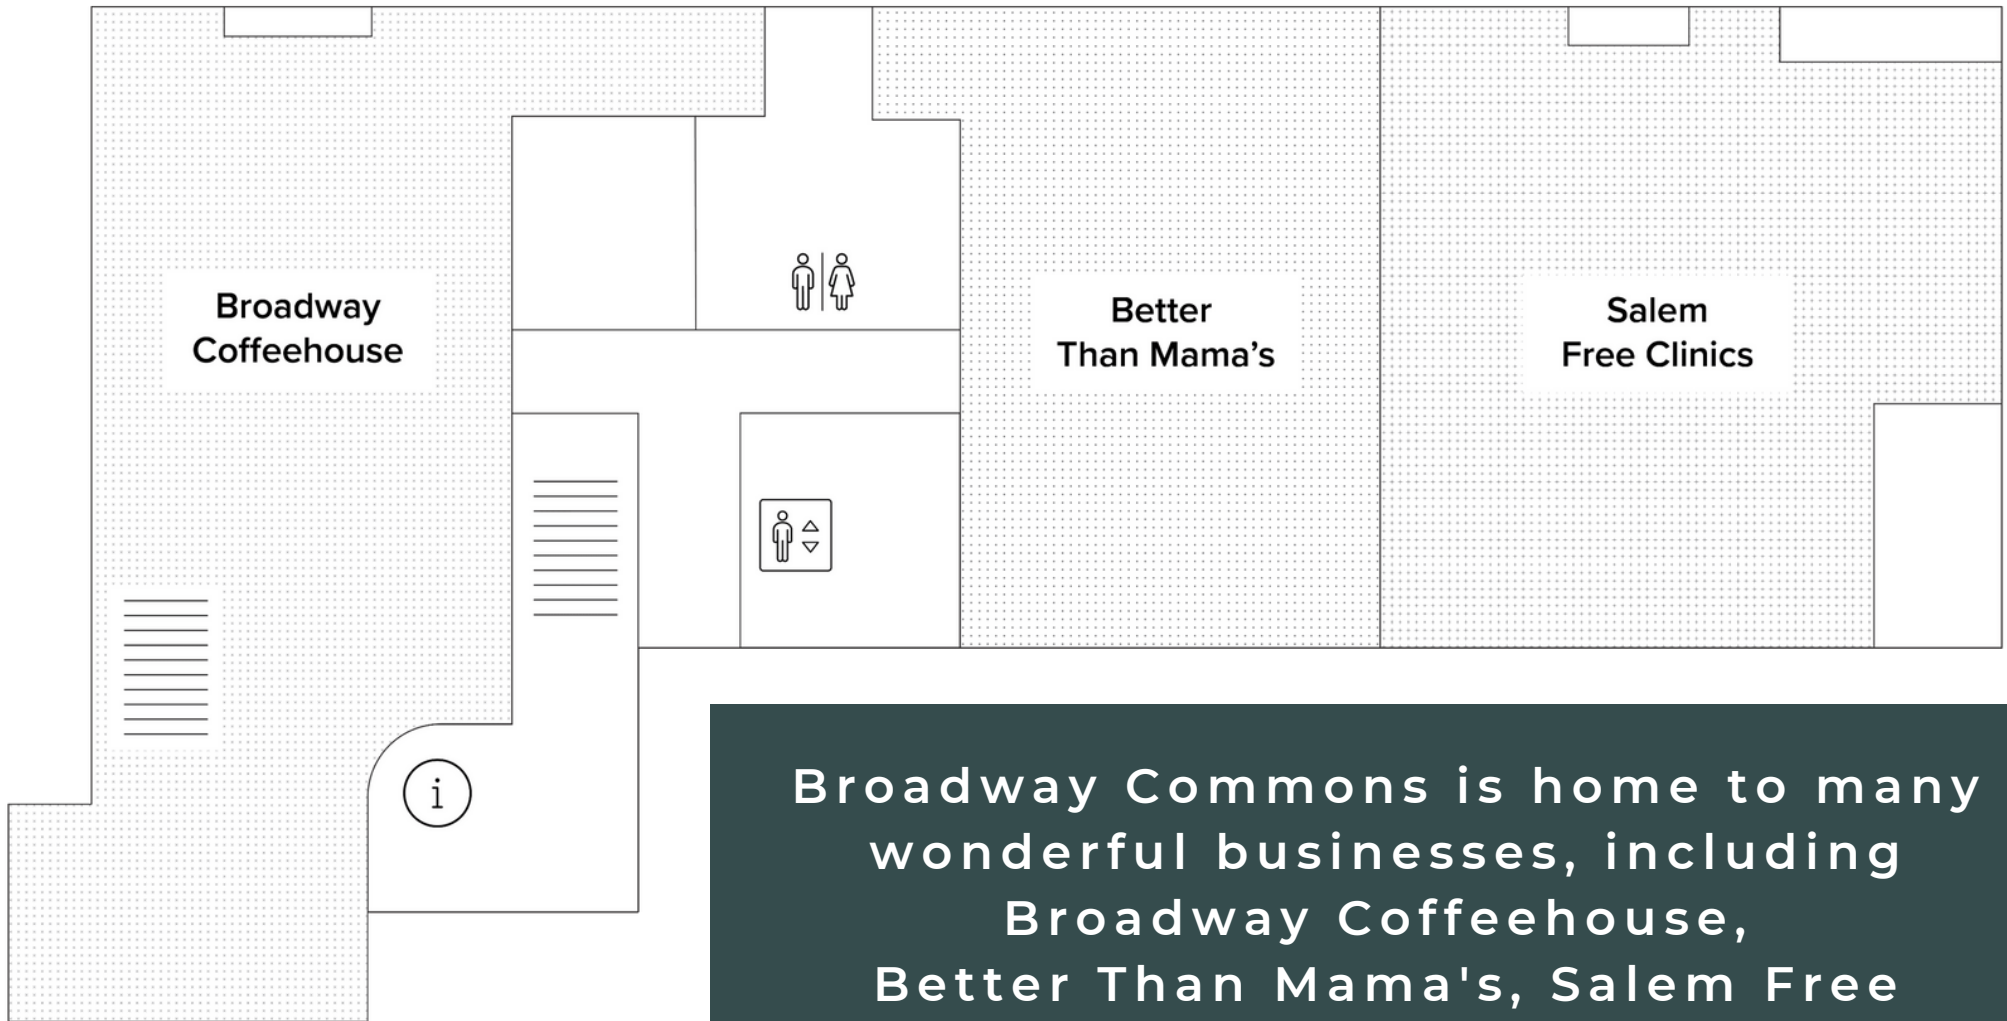 Broadway
Coffeehouse
Better
Than Mama’s
Salem
Free Clinics
i
Broadway Commons is home to many
wonderful businesses, including
Broadway Coffeehouse,
Better Than Mama's, Salem Free